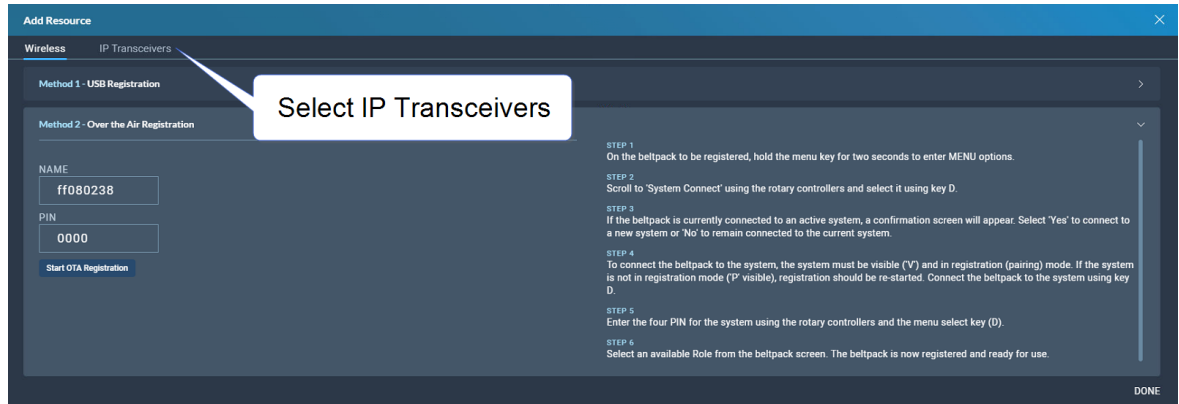 Add Resource
Wireless
IP Transceivers
Method 1 - USB Registration
Select IP Transceivers
Method 2 - Over the Air Registration
NAME
ff080238
PIN
0000
Start OTA Registration
STEP 1
On the beltpack to be registered, hold the menu key for two seconds to enter MENU options.
STEP 2
Scroll to 'System Connect' using the rotary controllers and select it using key D.
STEP 3
If the beltpack is currently connected to an active system, a confirmation screen will appear. Select 'Yes' to connect to
a new system or 'No' to remain connected to the current system.
STEP 4
To connect the beltpack to the system, the system must be visible ('V') and in registration (pairing) mode. If the system
is not in registration mode ('P' visible), registration should be re-started. Connect the beltpack to the system using key
D.
STEP 5
Enter the four PIN for the system using the rotary controllers and the menu select key (D).
STEP 6
Select an available Role from the beltpack screen. The beltpack is now registered and ready for use.
DONE